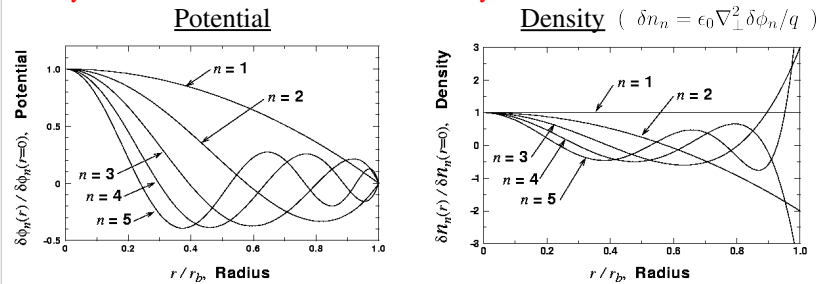 Potential
Density ( δn_n = ε₀∇²_⊥ δϕ_n/q )
δϕ_n(r) / δϕ_n(r=0), Potential
1.0
0.5
0
-0.5
n = 1
n = 2
n = 3
n = 4
n = 5
0
0.2
0.4
0.6
0.8
1.0
r / r_b, Radius
δn_n(r) / δn_n(r=0), Density
3
2
1
0
-1
-2
-3
n = 1
n = 2
n = 3
n = 4
n = 5
0
0.2
0.4
0.6
0.8
1.0
r / r_b, Radius